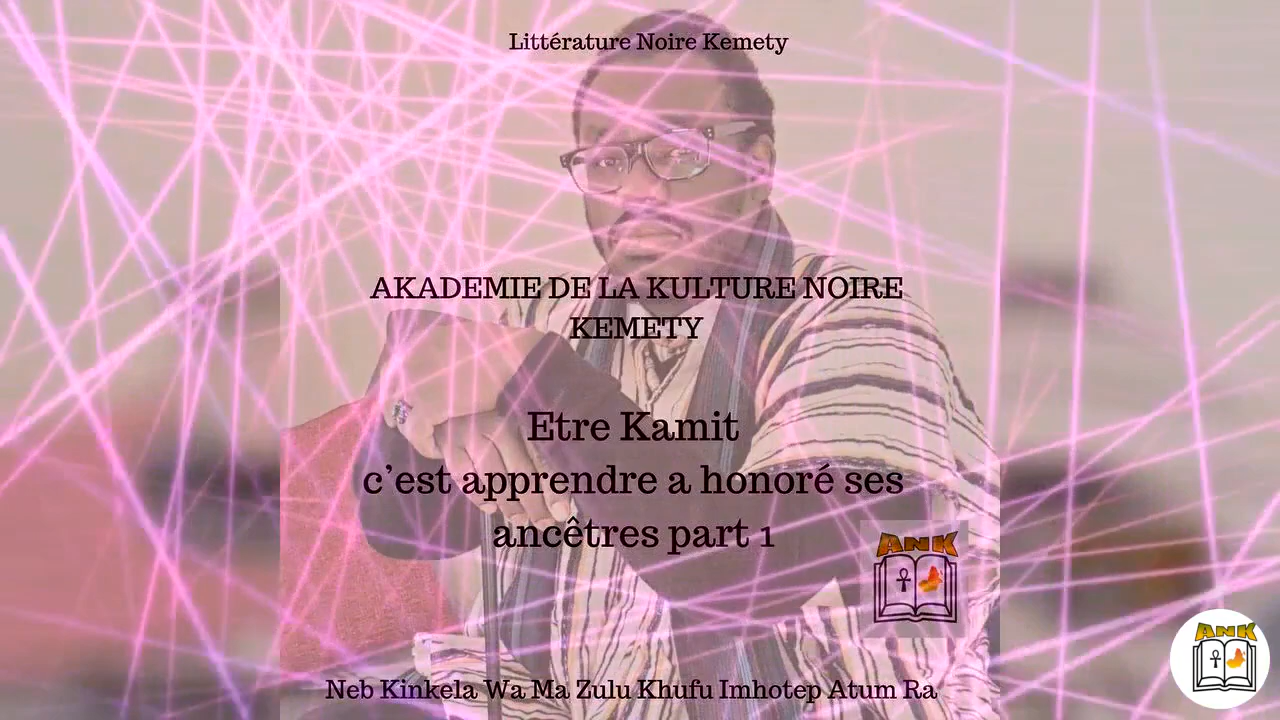 Littérature Noire Kemety
AKADEMIE DE LA KULTURE NOIRE
KEMETY
Etre Kamit
c’est apprendre a honoré ses
ancêtres part 1
ANK
ANK
Neb Kinkela Wa Ma Zulu Khufu Imhotep Atum Ra